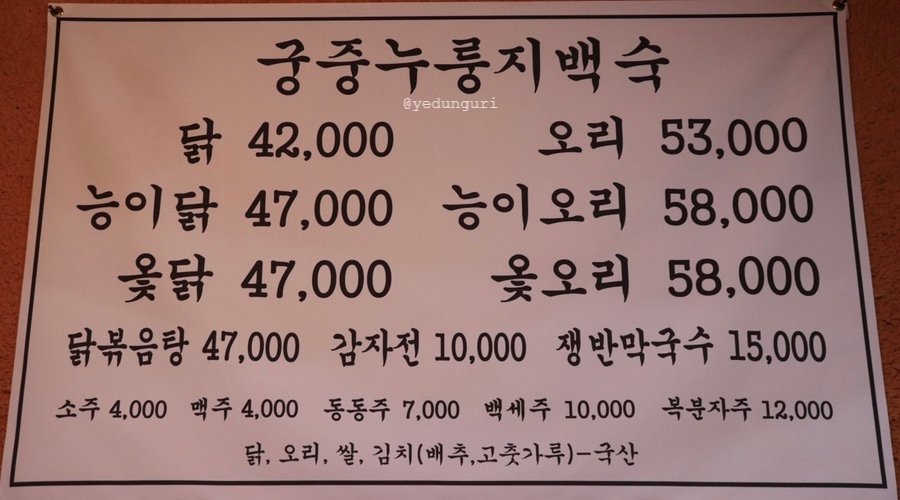 궁중누룽지백숙
@yedunguri
닭 42,000 오리 53,000
능이닭 47,000 능이오리 58,000
옻닭 47,000 옻오리 58,000
닭볶음탕 47,000 감자전 10,000 쟁반막국수 15,000
소주 4,000 맥주 4,000 동동주 7,000 백세주 10,000 복분자주 12,000
닭, 오리, 쌀, 김치(배추,고춧가루)-국산